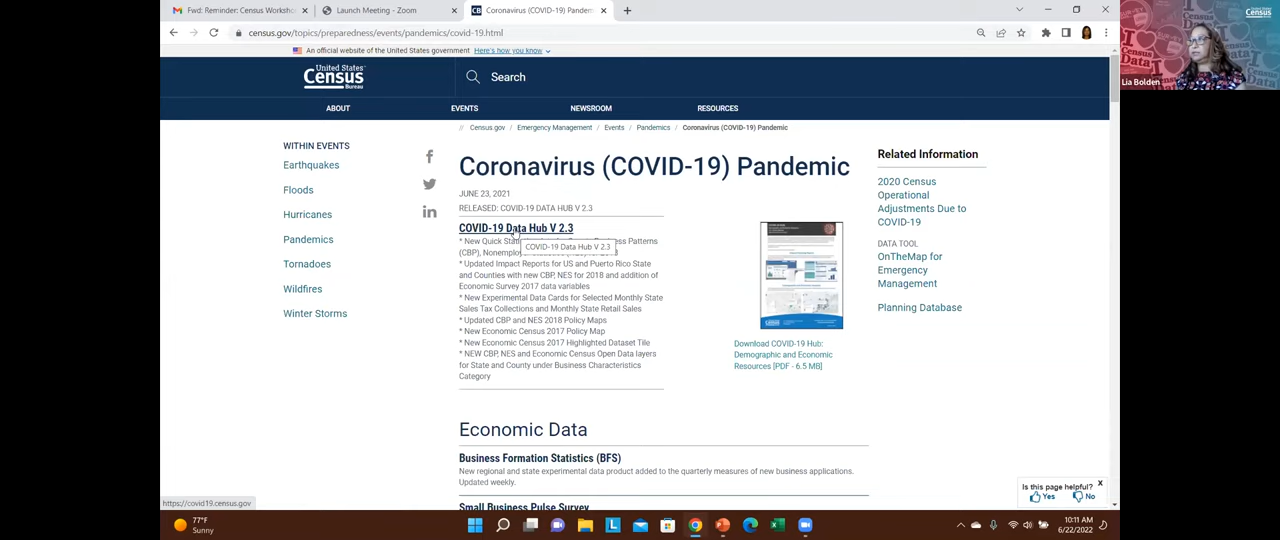 Fwd: Reminder: Census Worksho
Launch Meeting - Zoom
Coronavirus (COVID-19) Pandem
census.gov/topics/preparedness/events/pandemics/covid-19.html
An official website of the United States government Here's how you know
United States
Census
Bureau
Search
ABOUT
EVENTS
NEWSROOM
RESOURCES
// Census.gov / Emergency Management / Events / Pandemics / Coronavirus (COVID-19) Pandemic
WITHIN EVENTS
Earthquakes
Floods
Hurricanes
Pandemics
Tornadoes
Wildfires
Winter Storms
Coronavirus (COVID-19) Pandemic
JUNE 23, 2021
RELEASED: COVID-19 DATA HUB V 2.3
COVID-19 Data Hub V 2.3
COVID-19 Data Hub V 2.3
* New Quick Patterns
(CBP), Nonemploy
* Updated Impact Reports for US and Puerto Rico State
and Counties with new CBP, NES for 2018 and addition of
Economic Survey 2017 data variables
* New Experimental Data Cards for Selected Monthly State
Sales Tax Collections and Monthly State Retail Sales
* Updated CBP and NES 2018 Policy Maps
* New Economic Census 2017 Policy Map
* New Economic Census 2017 Highlighted Dataset Tile
* NEW CBP, NES and Economic Census Open Data layers
for State and County under Business Characteristics
Category
Download COVID-19 Hub:
Demographic and Economic
Resources [PDF - 6.5 MB]
Related Information
2020 Census
Operational
Adjustments Due to
COVID-19
DATA TOOL
OnTheMap for
Emergency
Management
Planning Database
Economic Data
Business Formation Statistics (BFS)
New regional and state experimental data product added to the quarterly measures of new business applications.
Updated weekly.
Small Business Pulse Survey
Is this page helpful? X
Yes No
https://covid19.census.gov
77°F
Sunny
10:11 AM
6/22/2022
Lia Bolden
Census
I
Census
Data